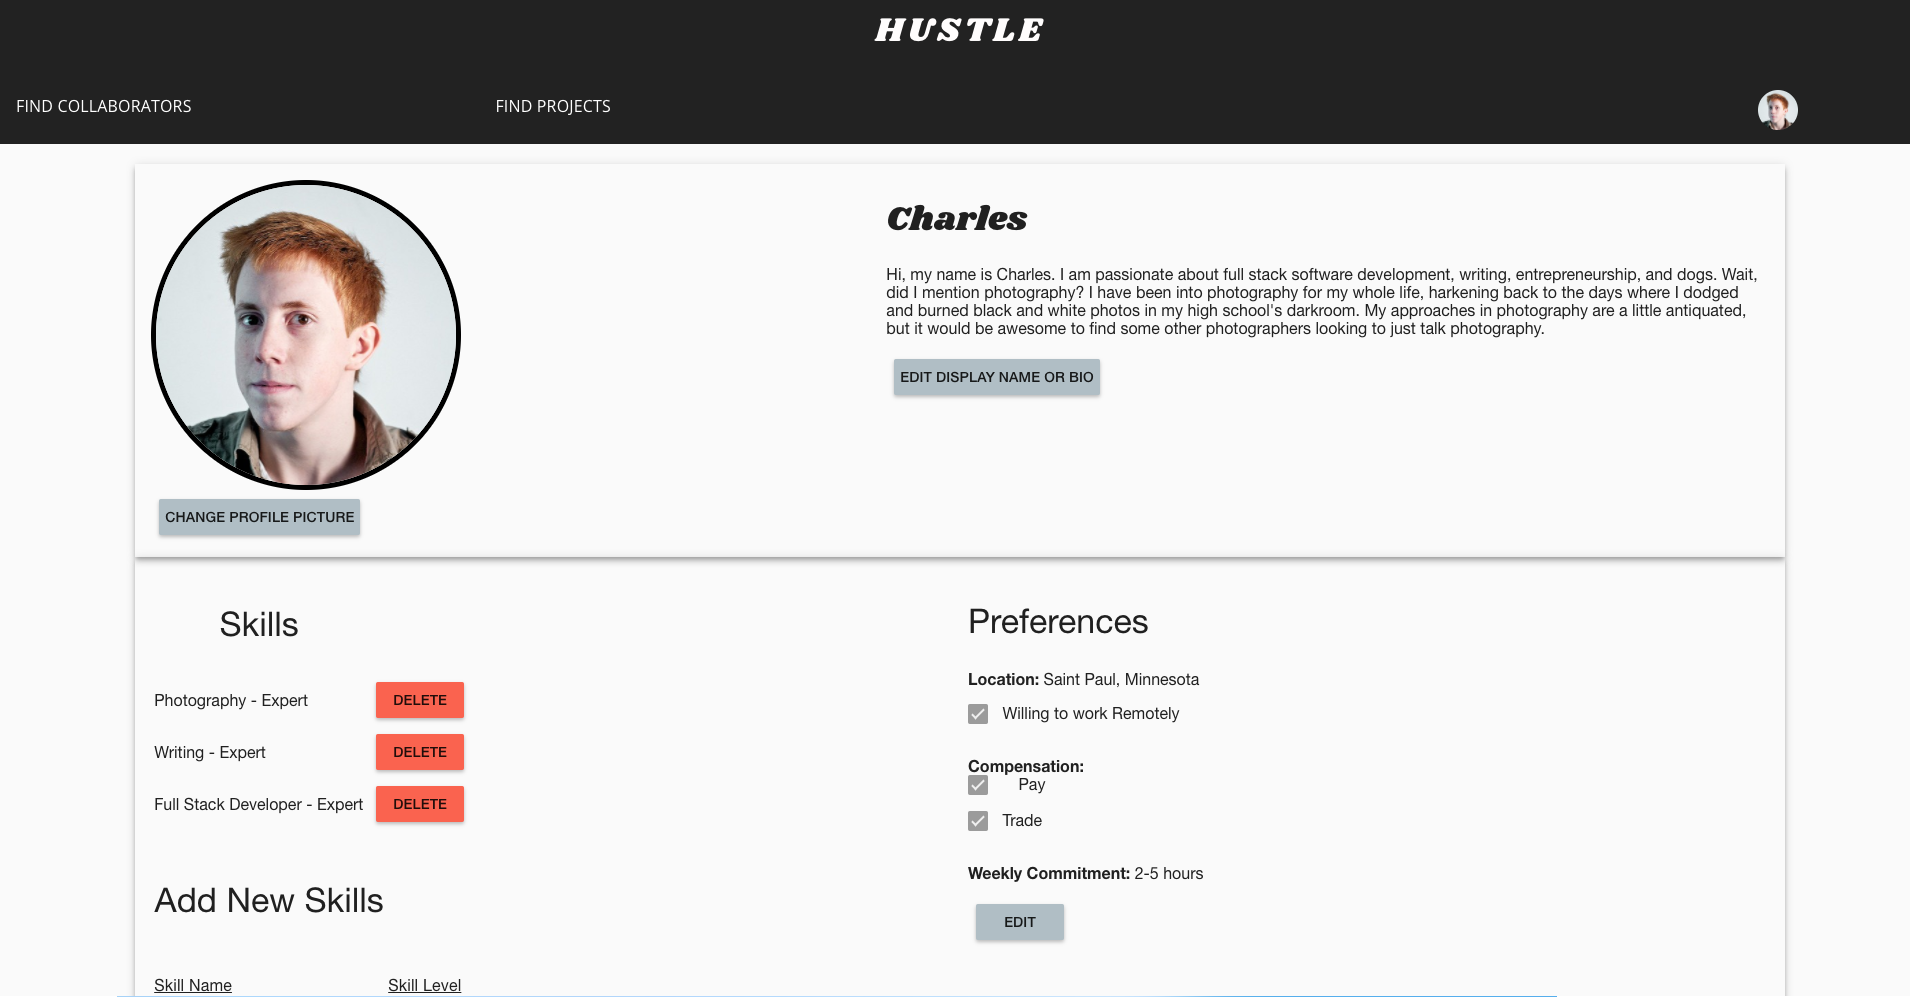 HUSTLE
FIND COLLABORATORS
FIND PROJECTS
Charles
Hi, my name is Charles. I am passionate about full stack software development, writing, entrepreneurship, and dogs. Wait,
did I mention photography? I have been into photography for my whole life, harkening back to the days where I dodged
and burned black and white photos in my high school's darkroom. My approaches in photography are a little antiquated,
but it would be awesome to find some other photographers looking to just talk photography.
EDIT DISPLAY NAME OR BIO
CHANGE PROFILE PICTURE
Skills
Photography - Expert
DELETE
Writing - Expert
DELETE
Full Stack Developer - Expert
DELETE
Add New Skills
Skill Name
Skill Level
Preferences
Location: Saint Paul, Minnesota
Willing to work Remotely
Compensation:
Pay
Trade
Weekly Commitment: 2-5 hours
EDIT